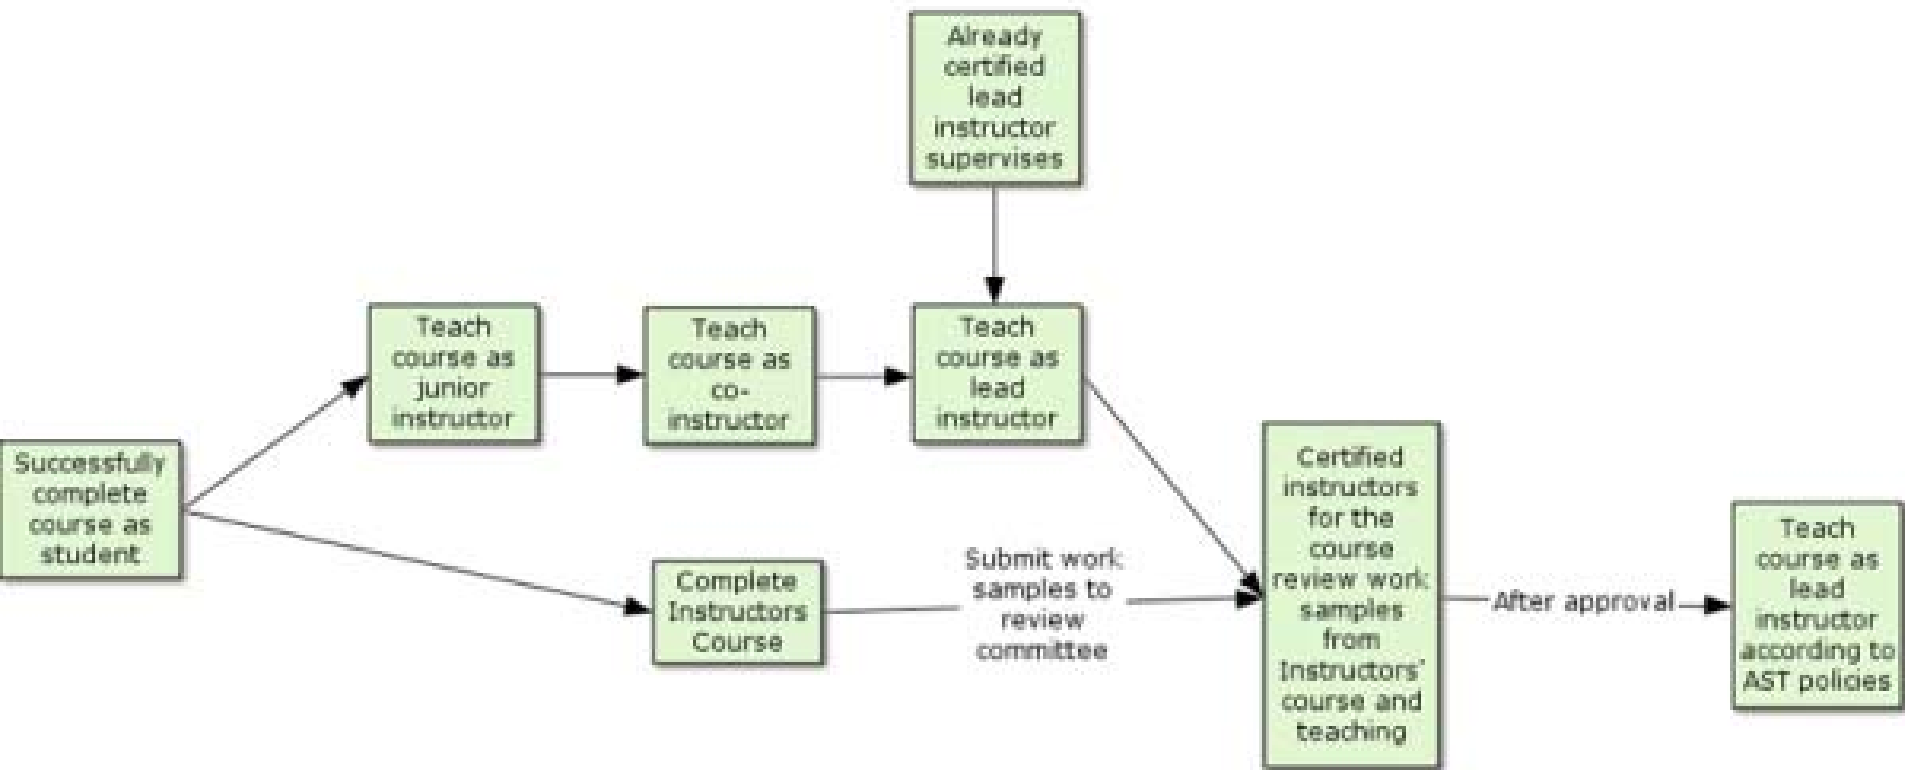 Already
certified
lead
instructor
supervises
Teach
course as
junior
instructor
Teach
course as
co-
instructor
Teach
course as
lead
instructor
Successfully
complete
course as
student
Complete
Instructors
Course
Submit work
samples to
review
committee
Certified
instructors
for the
course
review work
samples
from
Instructors'
course and
teaching
After approval
Teach
course as
lead
instructor
according to
AST policies